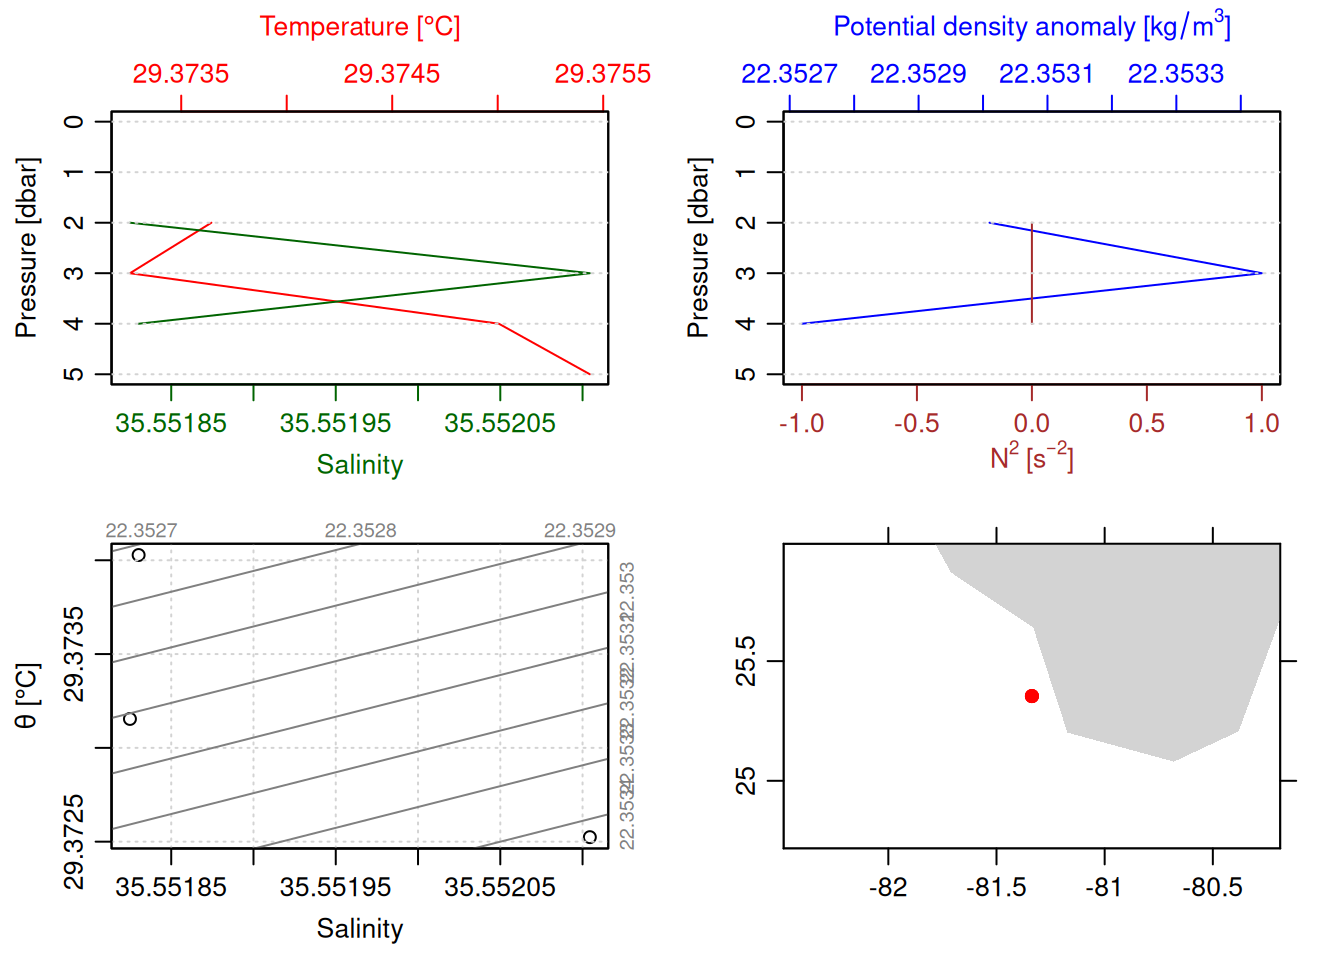 Temperature [°C]
29.3735 29.3745 29.3755
Pressure [dbar]
0
1
2
3
4
5
35.55185 35.55195 35.55205
Salinity
Potential density anomaly [kg/m³]
22.3527 22.3529 22.3531 22.3533
Pressure [dbar]
0
1
2
3
4
5
-1.0 -0.5 0.0 0.5 1.0
N² [s⁻²]
22.3527 22.3528 22.3529
22.353
θ [°C]
29.3735
29.3725
35.55185 35.55195 35.55205
Salinity
25.5
25
-82 -81.5 -81 -80.5